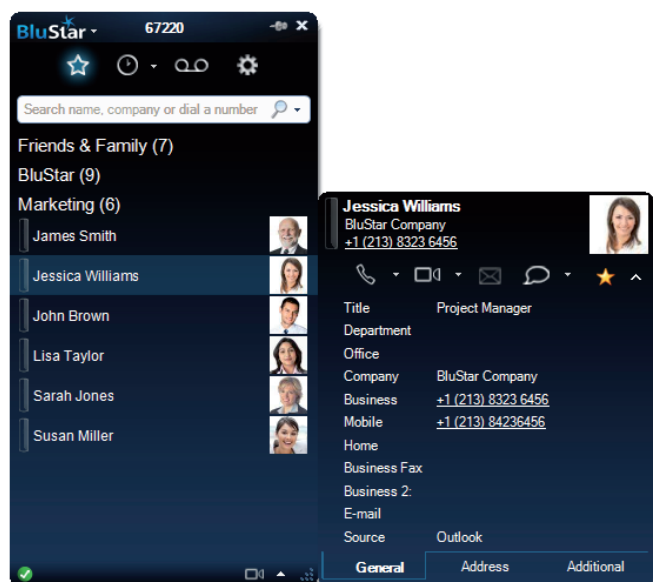 BluStar
67220
Search name, company or dial a number
Friends & Family (7)
BluStar (9)
Marketing (6)
James Smith
Jessica Williams
John Brown
Lisa Taylor
Sarah Jones
Susan Miller
Jessica Williams
BluStar Company
+1 (213) 8323 6456
Title Project Manager
Department
Office
Company BluStar Company
Business +1 (213) 8323 6456
Mobile +1 (213) 84236456
Home
Business Fax
Business 2:
E-mail
Source Outlook
General Address Additional